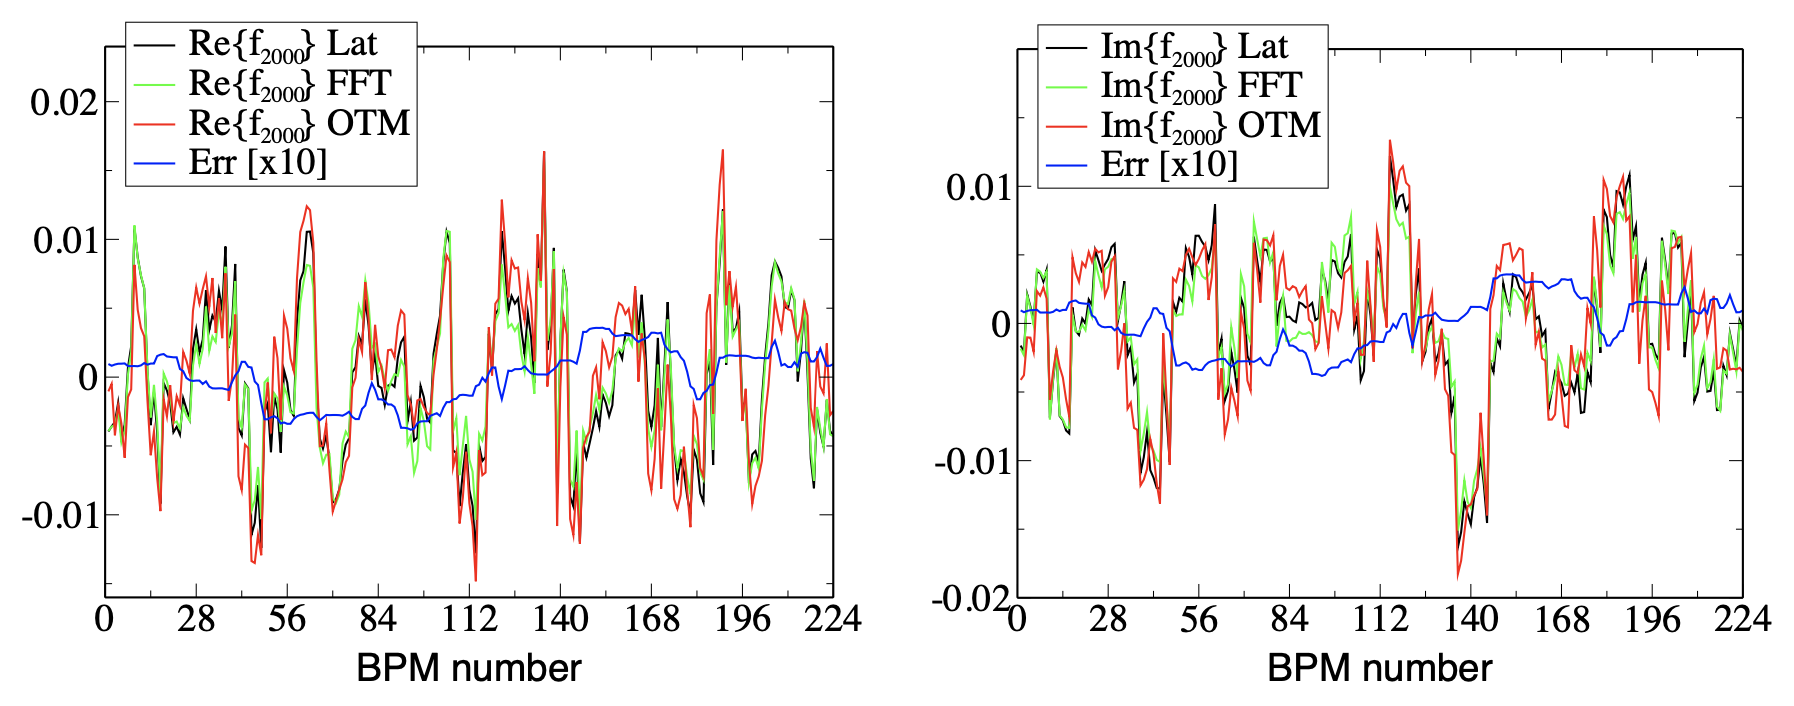 Re{f2000} Lat
Re{f2000} FFT
Re{f2000} OTM
Err [x10]
0.02
0.01
0
-0.01
0 28 56 84 112 140 168 196 224
BPM number
Im{f2000} Lat
Im{f2000} FFT
Im{f2000} OTM
Err [x10]
0.01
0
-0.01
-0.02
0 28 56 84 112 140 168 196 224
BPM number